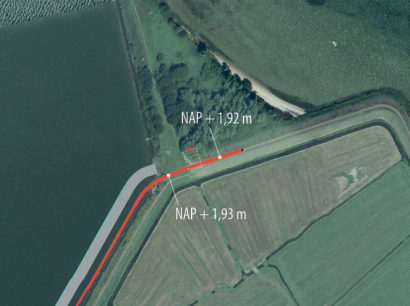 NAP + 1,92 m
NAP + 1,93 m